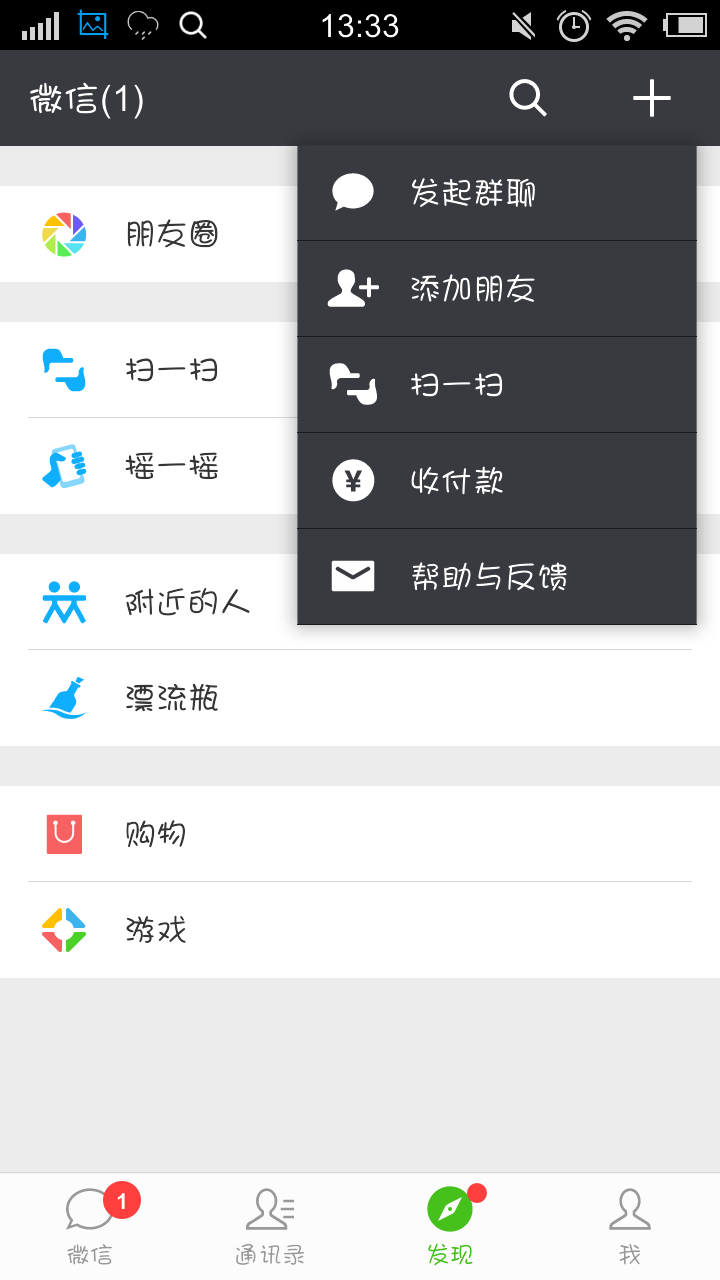 13:33
微信(1)
发起群聊
朋友圈
添加朋友
扫一扫
扫一扫
摇一摇
¥ 收付款
帮助与反馈
附近的人
漂流瓶
购物
游戏
1
微信 通讯录 发现 我